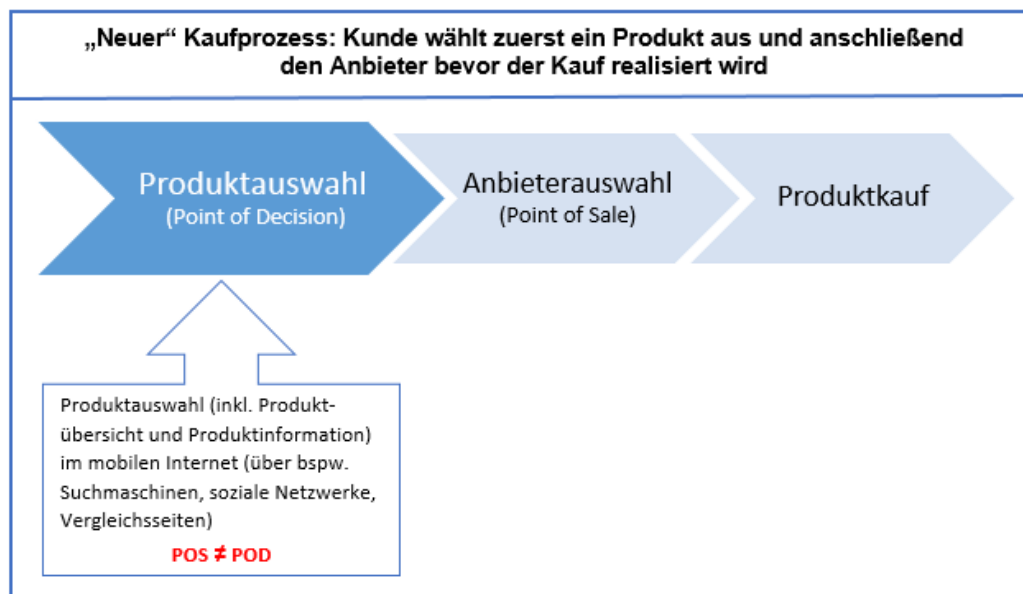 „Neuer“ Kaufprozess: Kunde wählt zuerst ein Produkt aus und anschließend
den Anbieter bevor der Kauf realisiert wird
Produktauswahl
(Point of Decision)
Anbieterauswahl
(Point of Sale)
Produktkauf
Produktauswahl (inkl. Produkt-
übersicht und Produktinformation)
im mobilen Internet (über bspw.
Suchmaschinen, soziale Netzwerke,
Vergleichsseiten)
POS ≠ POD